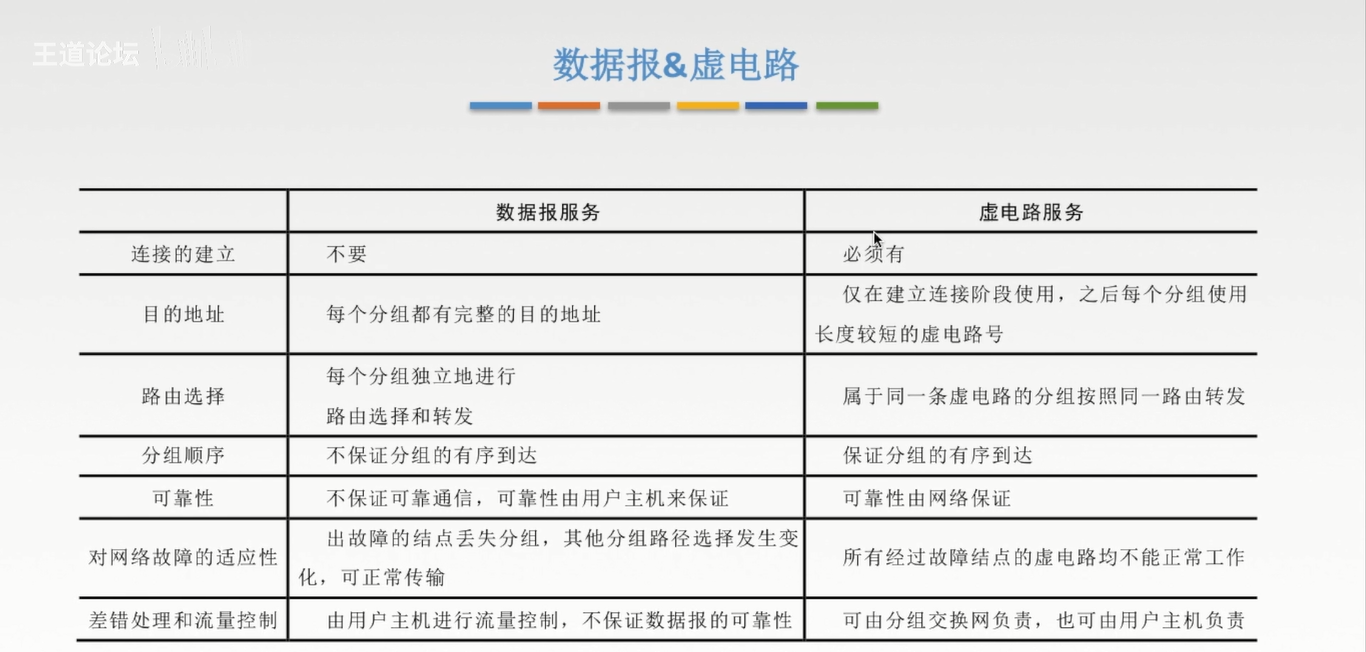 王道论坛
数据报&虚电路
数据报服务
虚电路服务
连接的建立
不要
必须有
目的地址
每个分组都有完整的目的地址
仅在建立连接阶段使用，之后每个分组使用
长度较短的虚电路号
路由选择
每个分组独立地进行
路由选择和转发
属于同一条虚电路的分组按照同一路由转发
分组顺序
不保证分组的有序到达
保证分组的有序到达
可靠性
不保证可靠通信，可靠性由用户主机来保证
可靠性由网络保证
对网络故障的适应性
出故障的结点丢失分组，其他分组路径选择发生变
化，可正常传输
所有经过故障结点的虚电路均不能正常工作
差错处理和流量控制
由用户主机进行流量控制，不保证数据报的可靠性
可由分组交换网负责，也可由用户主机负责